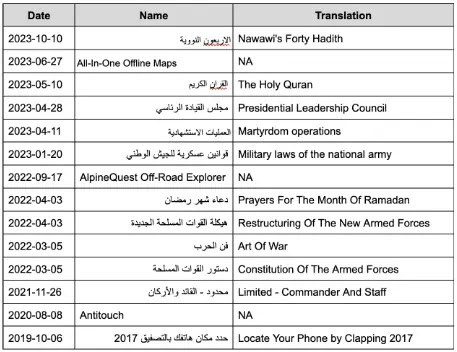 Date Name Translation
2023-10-10 الاربعون النووية Nawawi's Forty Hadith
2023-06-27 All-In-One Offline Maps NA
2023-05-10 القران الكريم The Holy Quran
2023-04-28 مجلس القيادة الرئاسي Presidential Leadership Council
2023-04-11 العمليات الاستشهادية Martyrdom operations
2023-01-20 قوانين عسكرية للجيش الوطني Military laws of the national army
2022-09-17 AlpineQuest Off-Road Explorer NA
2022-04-03 دعاء شهر رمضان Prayers For The Month Of Ramadan
2022-04-03 هيكلة القوات المسلحة الجديدة Restructuring Of The New Armed Forces
2022-03-05 فن الحرب Art Of War
2022-03-05 دستور القوات المسلحة Constitution Of The Armed Forces
2021-11-26 محدود - القائد والأركان Limited - Commander And Staff
2020-08-08 Antitouch NA
2019-10-06 حدد مكان هاتفك بالتصفيق 2017 Locate Your Phone by Clapping 2017